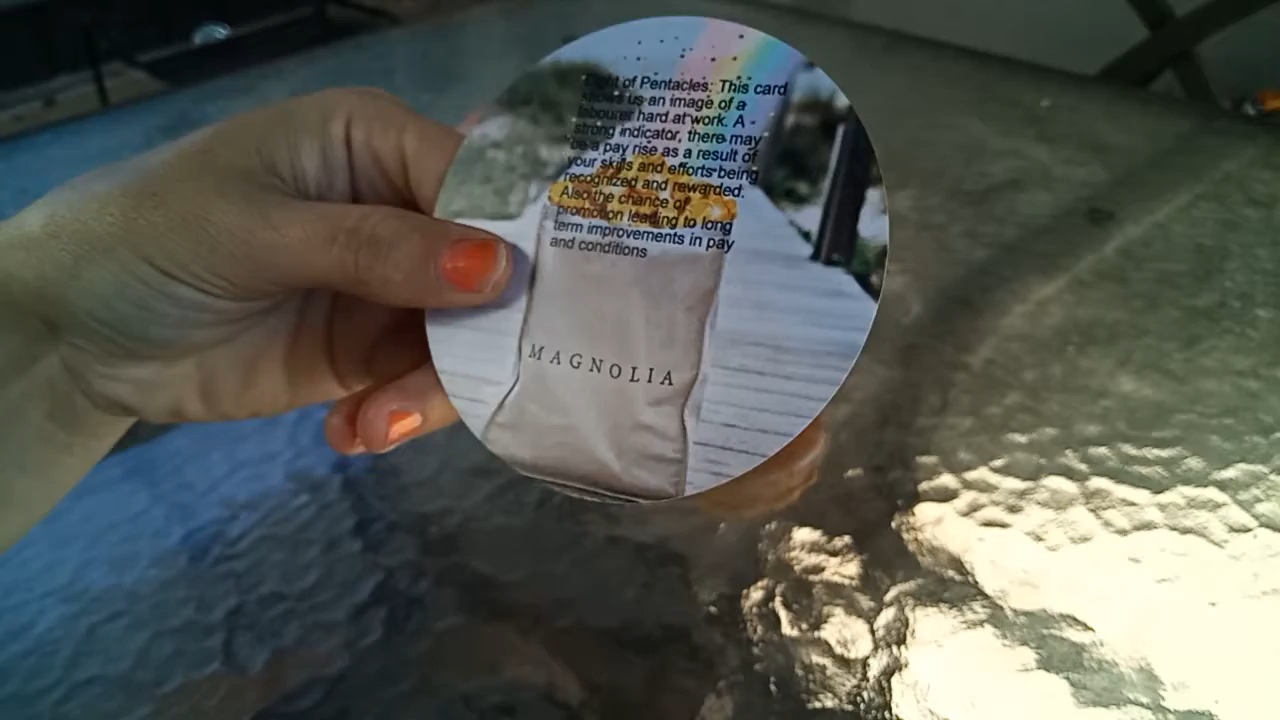 Eight of Pentacles: This card
shows us an image of a
labourer hard at work. A
strong indicator, there may
be a pay rise as a result of
your skills and efforts being
recognized and rewarded.
Also the chance of
promotion leading to long
term improvements in pay
and conditions
MAGNOLIA